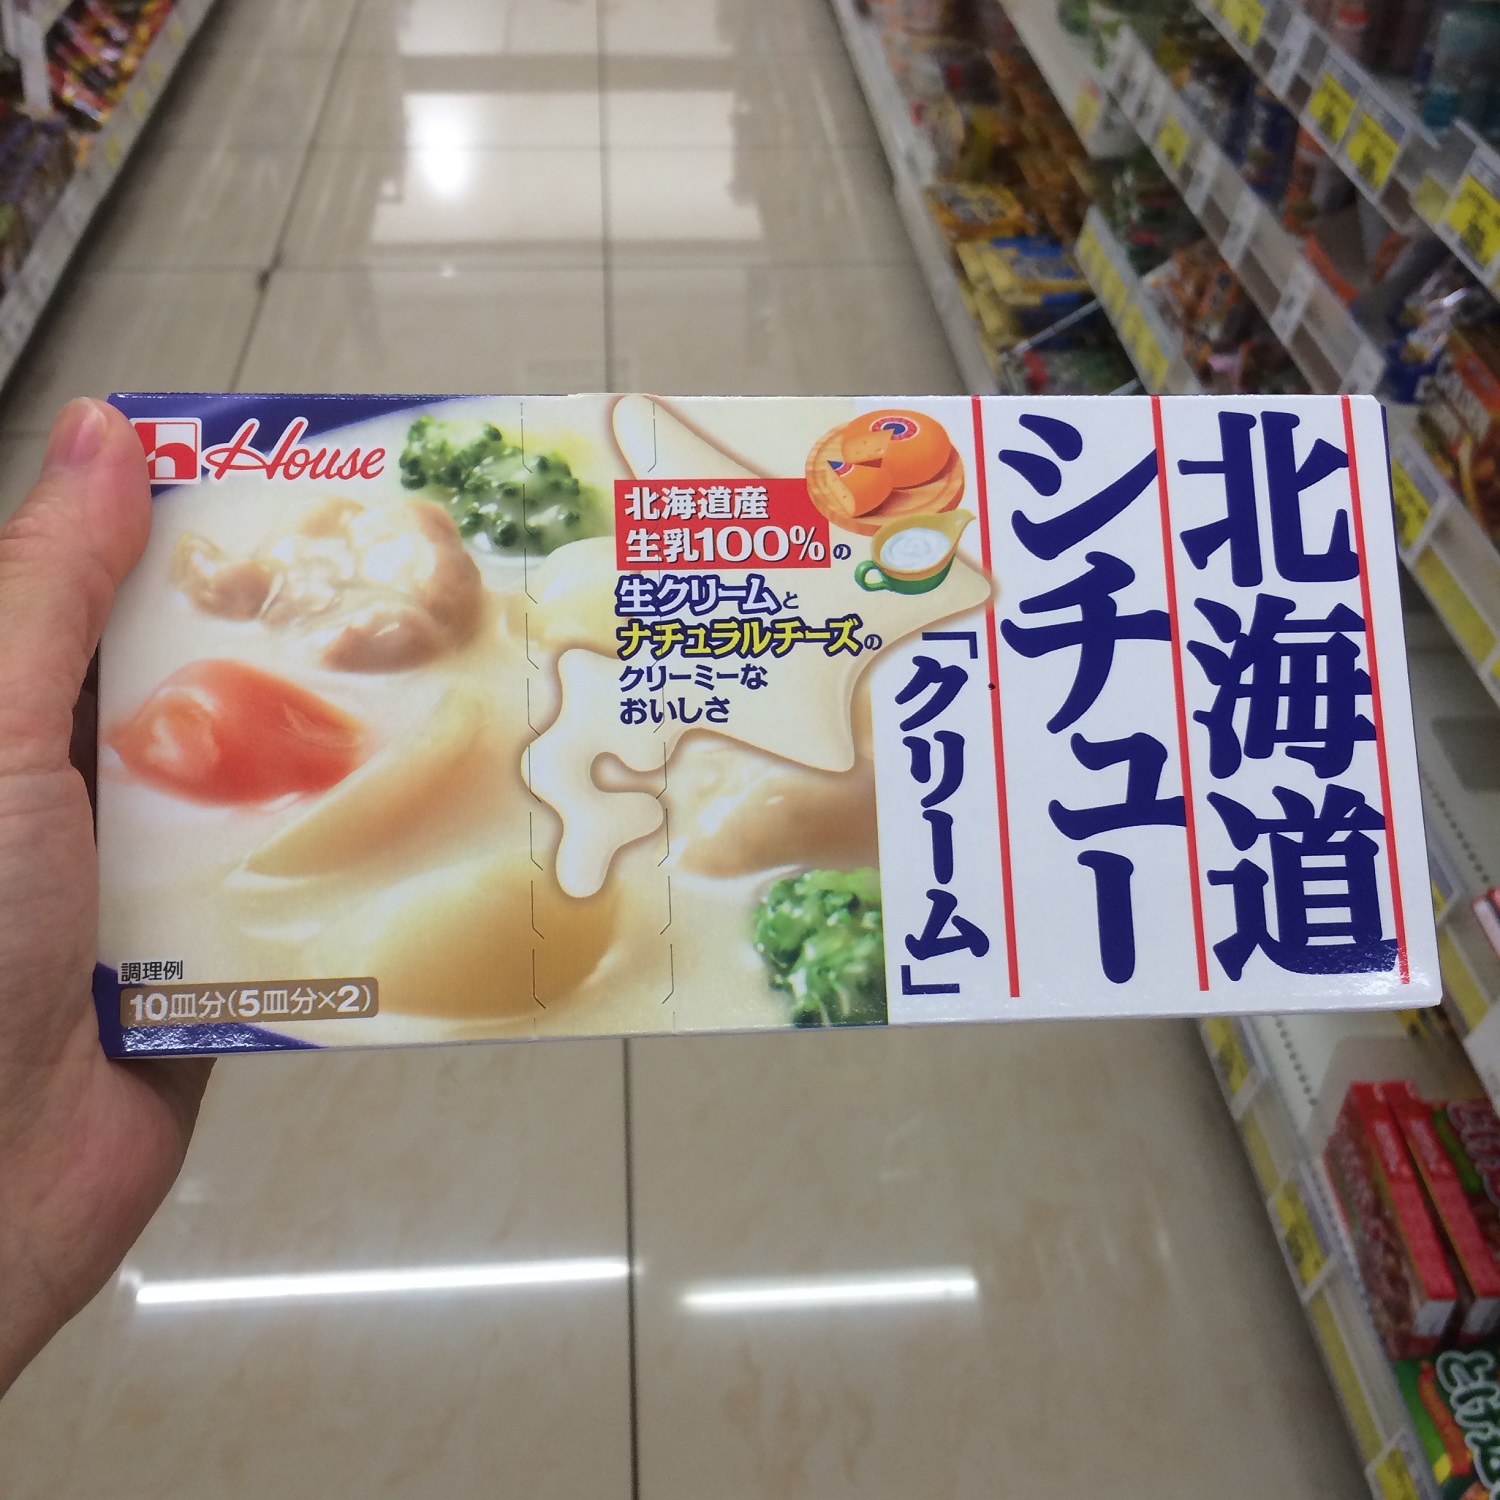 House
北海道
シチュー
「クリーム」
北海道産
生乳100%の
生クリームと
ナチュラルチーズの
クリーミーな
おいしさ
調理例
10皿分(5皿分×2)